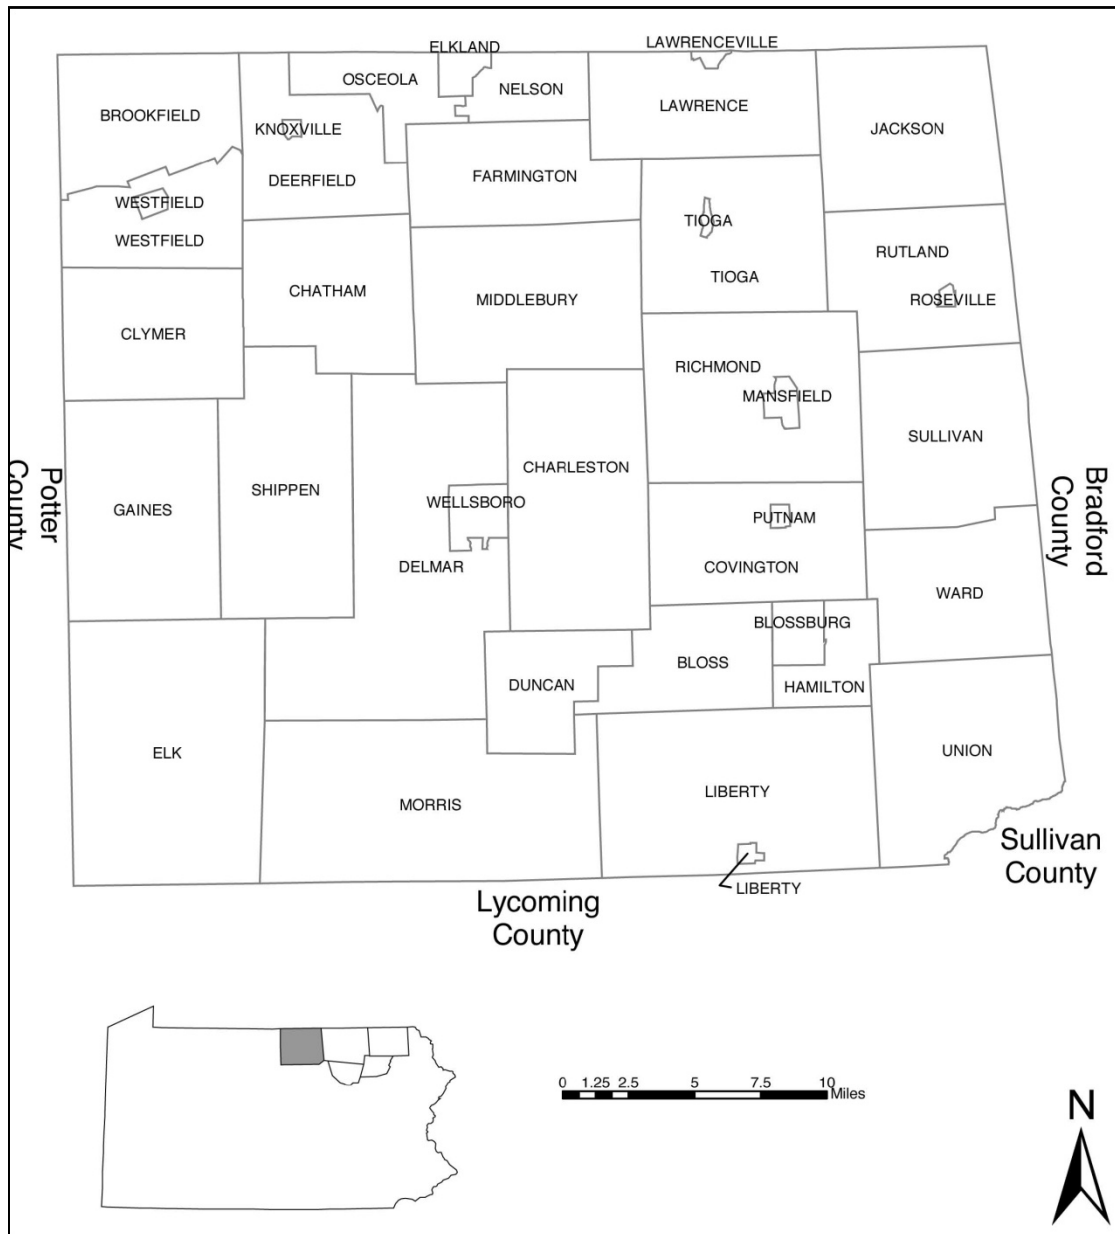 ELKLAND
LAWRENCEVILLE
OSCEOLA
NELSON
LAWRENCE
BROOKFIELD
KNOXVILLE
JACKSON
DEERFIELD
FARMINGTON
WESTFIELD
TIOGA
WESTFIELD
RUTLAND
TIOGA
CHATHAM
MIDDLEBURY
ROSEVILLE
CLYMER
RICHMOND
MANSFIELD
SULLIVAN
CHARLESTON
Potter
County
SHIPPEN
WELLSBORO
GAINES
PUTNAM
Bradford
County
DELMAR
COVINGTON
WARD
BLOSSBURG
BLOSS
DUNCAN
HAMILTON
ELK
UNION
MORRIS
LIBERTY
Sullivan
County
LIBERTY
Lycoming
County
0 1.25 2.5 5 7.5 10
Miles
N